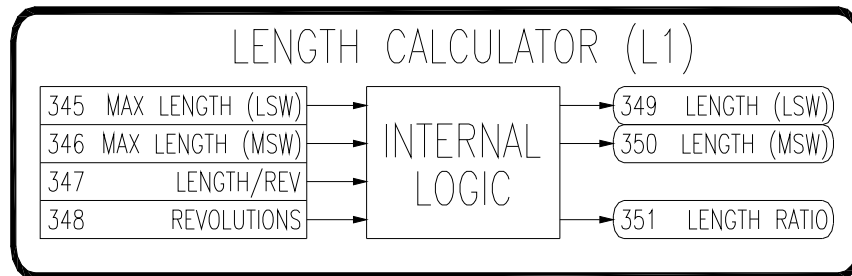 LENGTH CALCULATOR (L1)
345 MAX LENGTH (LSW)
346 MAX LENGTH (MSW)
347 LENGTH/REV
348 REVOLUTIONS
INTERNAL
LOGIC
349 LENGTH (LSW)
350 LENGTH (MSW)
351 LENGTH RATIO